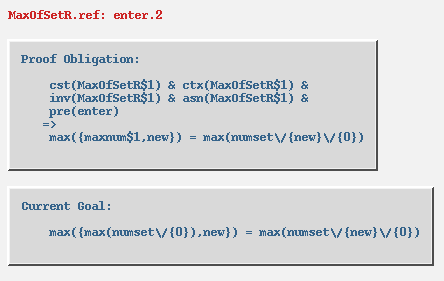 MaxOfSetR.ref: enter.2
Proof Obligation:
cst(MaxOfSetR$1) & ctx(MaxOfSetR$1) &
inv(MaxOfSetR$1) & asn(MaxOfSetR$1) &
pre(enter)
=>
max({maxnum$1,new}) = max(numset\/{new}\/{0})
Current Goal:
max({max(numset\/{0}),new}) = max(numset\/{new}\/{0})